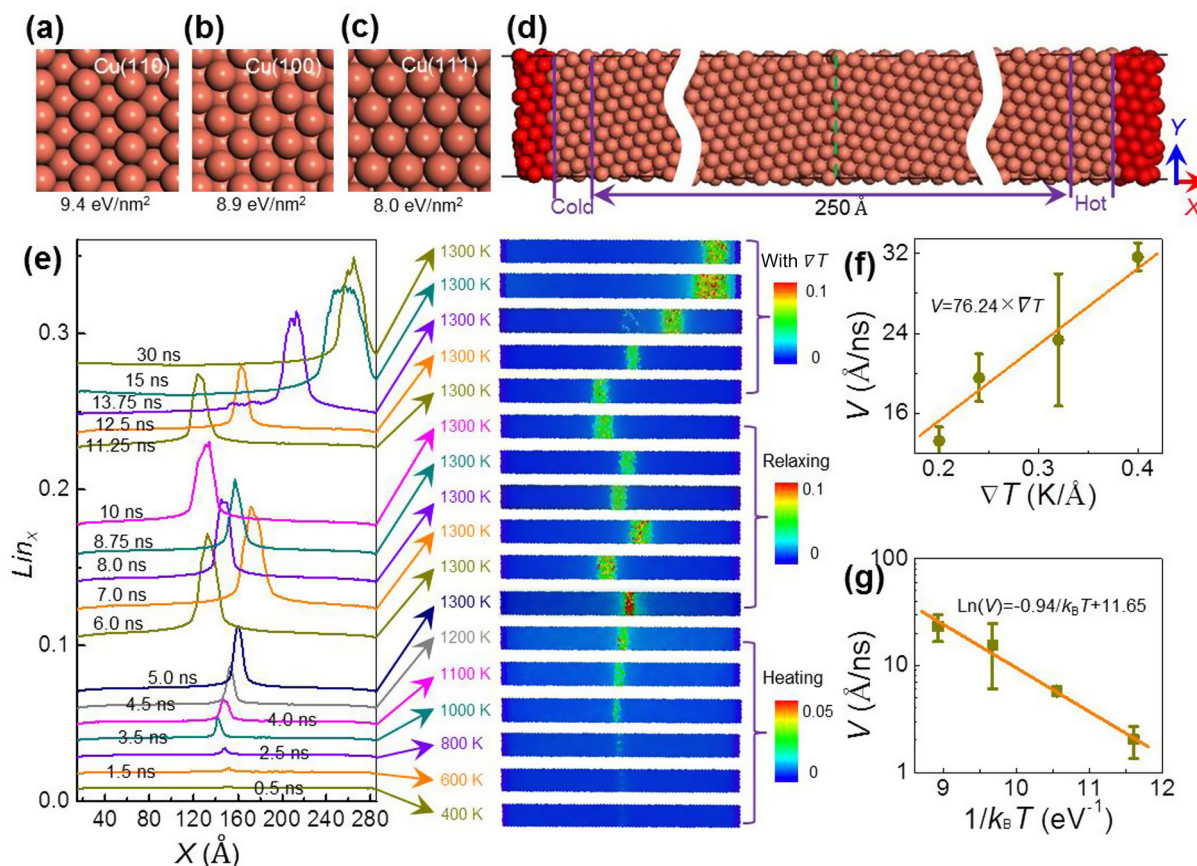 (a)
(b)
(c)
(d)
Cu(110)
Cu(100)
Cu(111)
9.4 eV/nm²
8.9 eV/nm²
8.0 eV/nm²
Cold
250 Å
Hot
Y
X
(e)
0.3
0.2
0.1
0.0
Lin_X
30 ns
15 ns
13.75 ns
12.5 ns
11.25 ns
10 ns
8.75 ns
8.0 ns
7.0 ns
6.0 ns
5.0 ns
4.5 ns
4.0 ns
3.5 ns
2.5 ns
1.5 ns
0.5 ns
40 80 120 160 200 240 280
X (Å)
1300 K
1300 K
1300 K
1300 K
1300 K
1300 K
1300 K
1300 K
1300 K
1300 K
1300 K
1200 K
1100 K
1000 K
800 K
600 K
400 K
With ∇T
0.1
0
Relaxing
0.1
0
Heating
0.05
0
(f)
32
24
16
V (Å/ns)
V=76.24×∇T
0.2 0.3 0.4
∇T (K/Å)
(g)
100
10
1
V (Å/ns)
Ln(V)=-0.94/k_BT+11.65
9 10 11 12
1/k_BT (eV⁻¹)